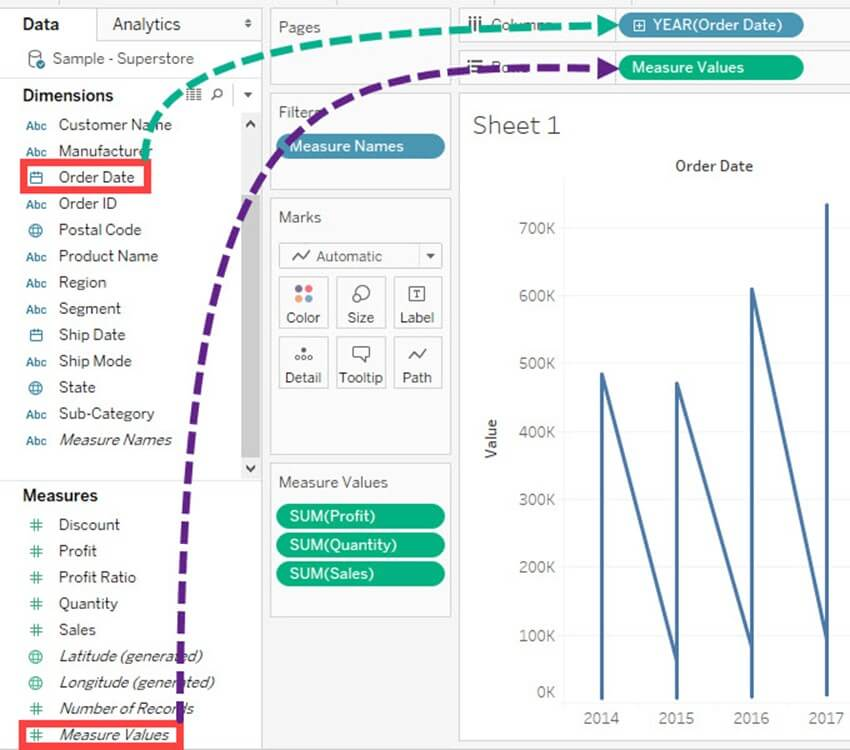 Data
Analytics
Sample - Superstore
Dimensions
Abc Customer Name
Abc Manufacturer
Order Date
Abc Order ID
Postal Code
Abc Product Name
Abc Region
Abc Segment
Ship Date
Abc Ship Mode
State
Abc Sub-Category
Abc Measure Names
Measures
# Discount
# Profit
# Profit Ratio
# Quantity
# Sales
Latitude (generated)
Longitude (generated)
# Number of Records
# Measure Values
Pages
Filters
Measure Names
Marks
Automatic
Color
Size
Label
Detail
Tooltip
Path
Measure Values
SUM(Profit)
SUM(Quantity)
SUM(Sales)
Columns
YEAR(Order Date)
Rows
Measure Values
Sheet 1
Order Date
Value
700K
600K
500K
400K
300K
200K
100K
0K
2014 2015 2016 2017